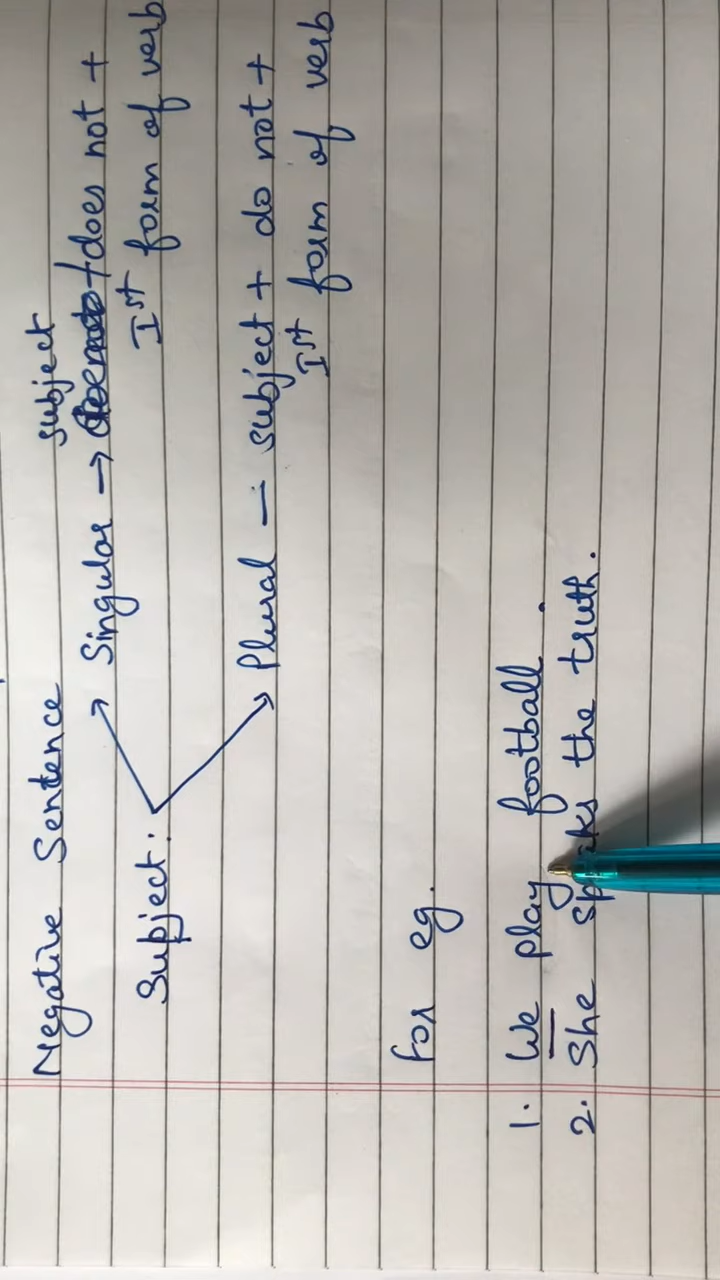 Negative Sentence
subject
Subject: Singular → + does not +
Ist form of verb
Plural — subject + do not +
Ist form of verb
for eg.
1. We play football.
2. She speaks the truth.